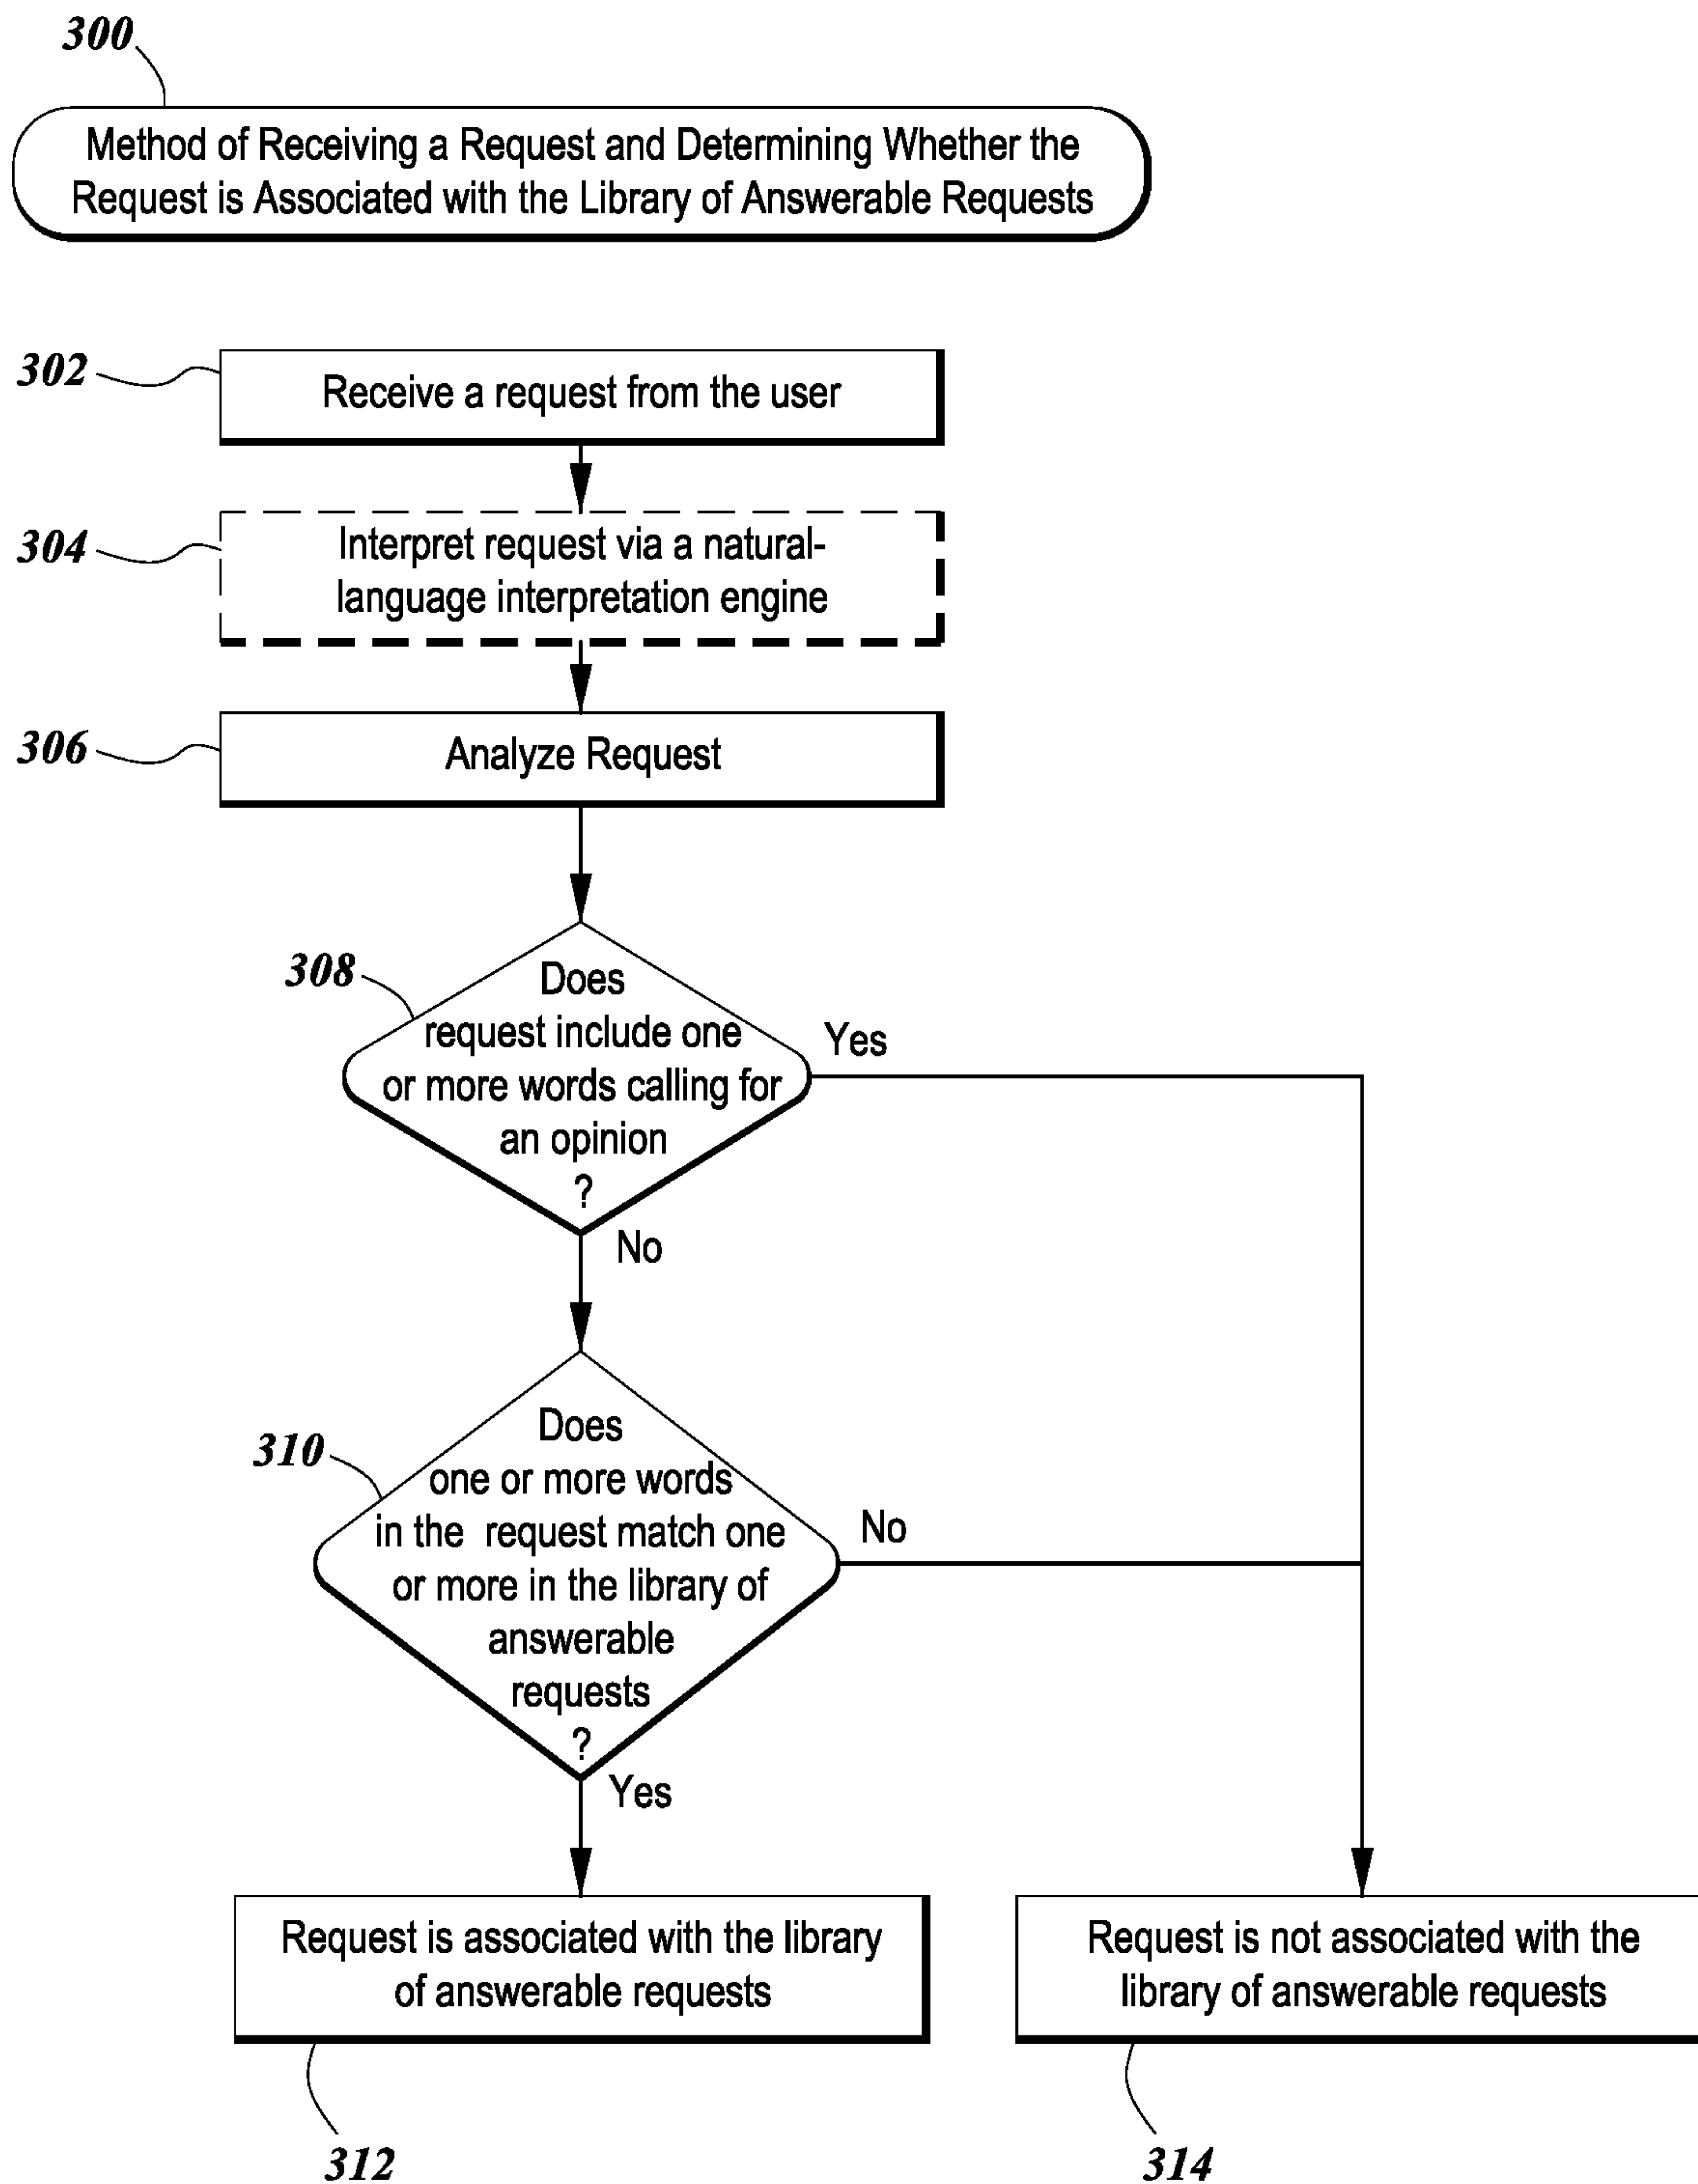 300
Method of Receiving a Request and Determining Whether the
Request is Associated with the Library of Answerable Requests
302
Receive a request from the user
304
Interpret request via a natural-
language interpretation engine
306
Analyze Request
308
Does
request include one
or more words calling for
an opinion
?
Yes
No
310
Does
one or more words
in the request match one
or more in the library of
answerable
requests
?
No
Yes
Request is associated with the library
of answerable requests
312
Request is not associated with the
library of answerable requests
314